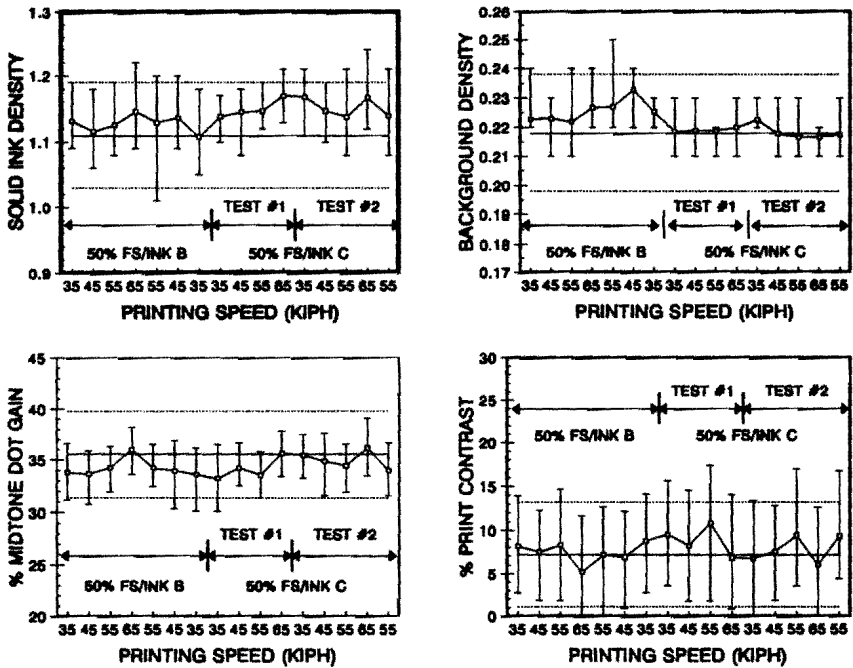 SOLID INK DENSITY
1.3
1.2
1.1
1.0
0.9
TEST #1 TEST #2
50% FS/INK B 50% FS/INK C
35 45 55 65 55 45 35 35 45 55 65 35 45 55 65 55
PRINTING SPEED (KIPH)
BACKGROUND DENSITY
0.26
0.25
0.24
0.23
0.22
0.21
0.20
0.19
0.18
0.17
TEST #1 TEST #2
50% FS/INK B 50% FS/INK C
35 45 55 65 55 45 35 35 45 55 65 35 45 55 65 55
PRINTING SPEED (KIPH)
% MIDTONE DOT GAIN
45
40
35
30
25
20
TEST #1 TEST #2
50% FS/INK B 50% FS/INK C
35 45 55 65 55 45 35 35 45 55 65 35 45 55 65 55
PRINTING SPEED (KIPH)
% PRINT CONTRAST
30
25
20
15
10
5
0
TEST #1 TEST #2
50% FS/INK B 50% FS/INK C
35 45 55 65 55 45 35 35 45 55 65 35 45 55 65 55
PRINTING SPEED (KIPH)